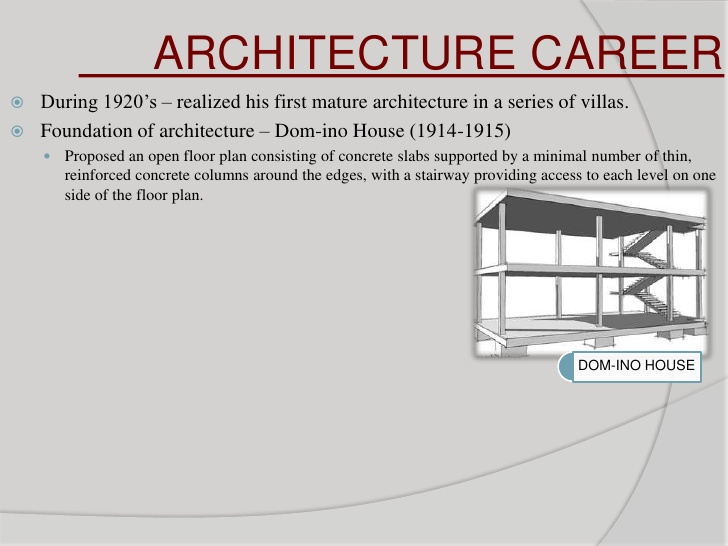 ARCHITECTURE CAREER
During 1920’s – realized his first mature architecture in a series of villas.
Foundation of architecture – Dom-ino House (1914-1915)
Proposed an open floor plan consisting of concrete slabs supported by a minimal number of thin,
reinforced concrete columns around the edges, with a stairway providing access to each level on one
side of the floor plan.
DOM-INO HOUSE